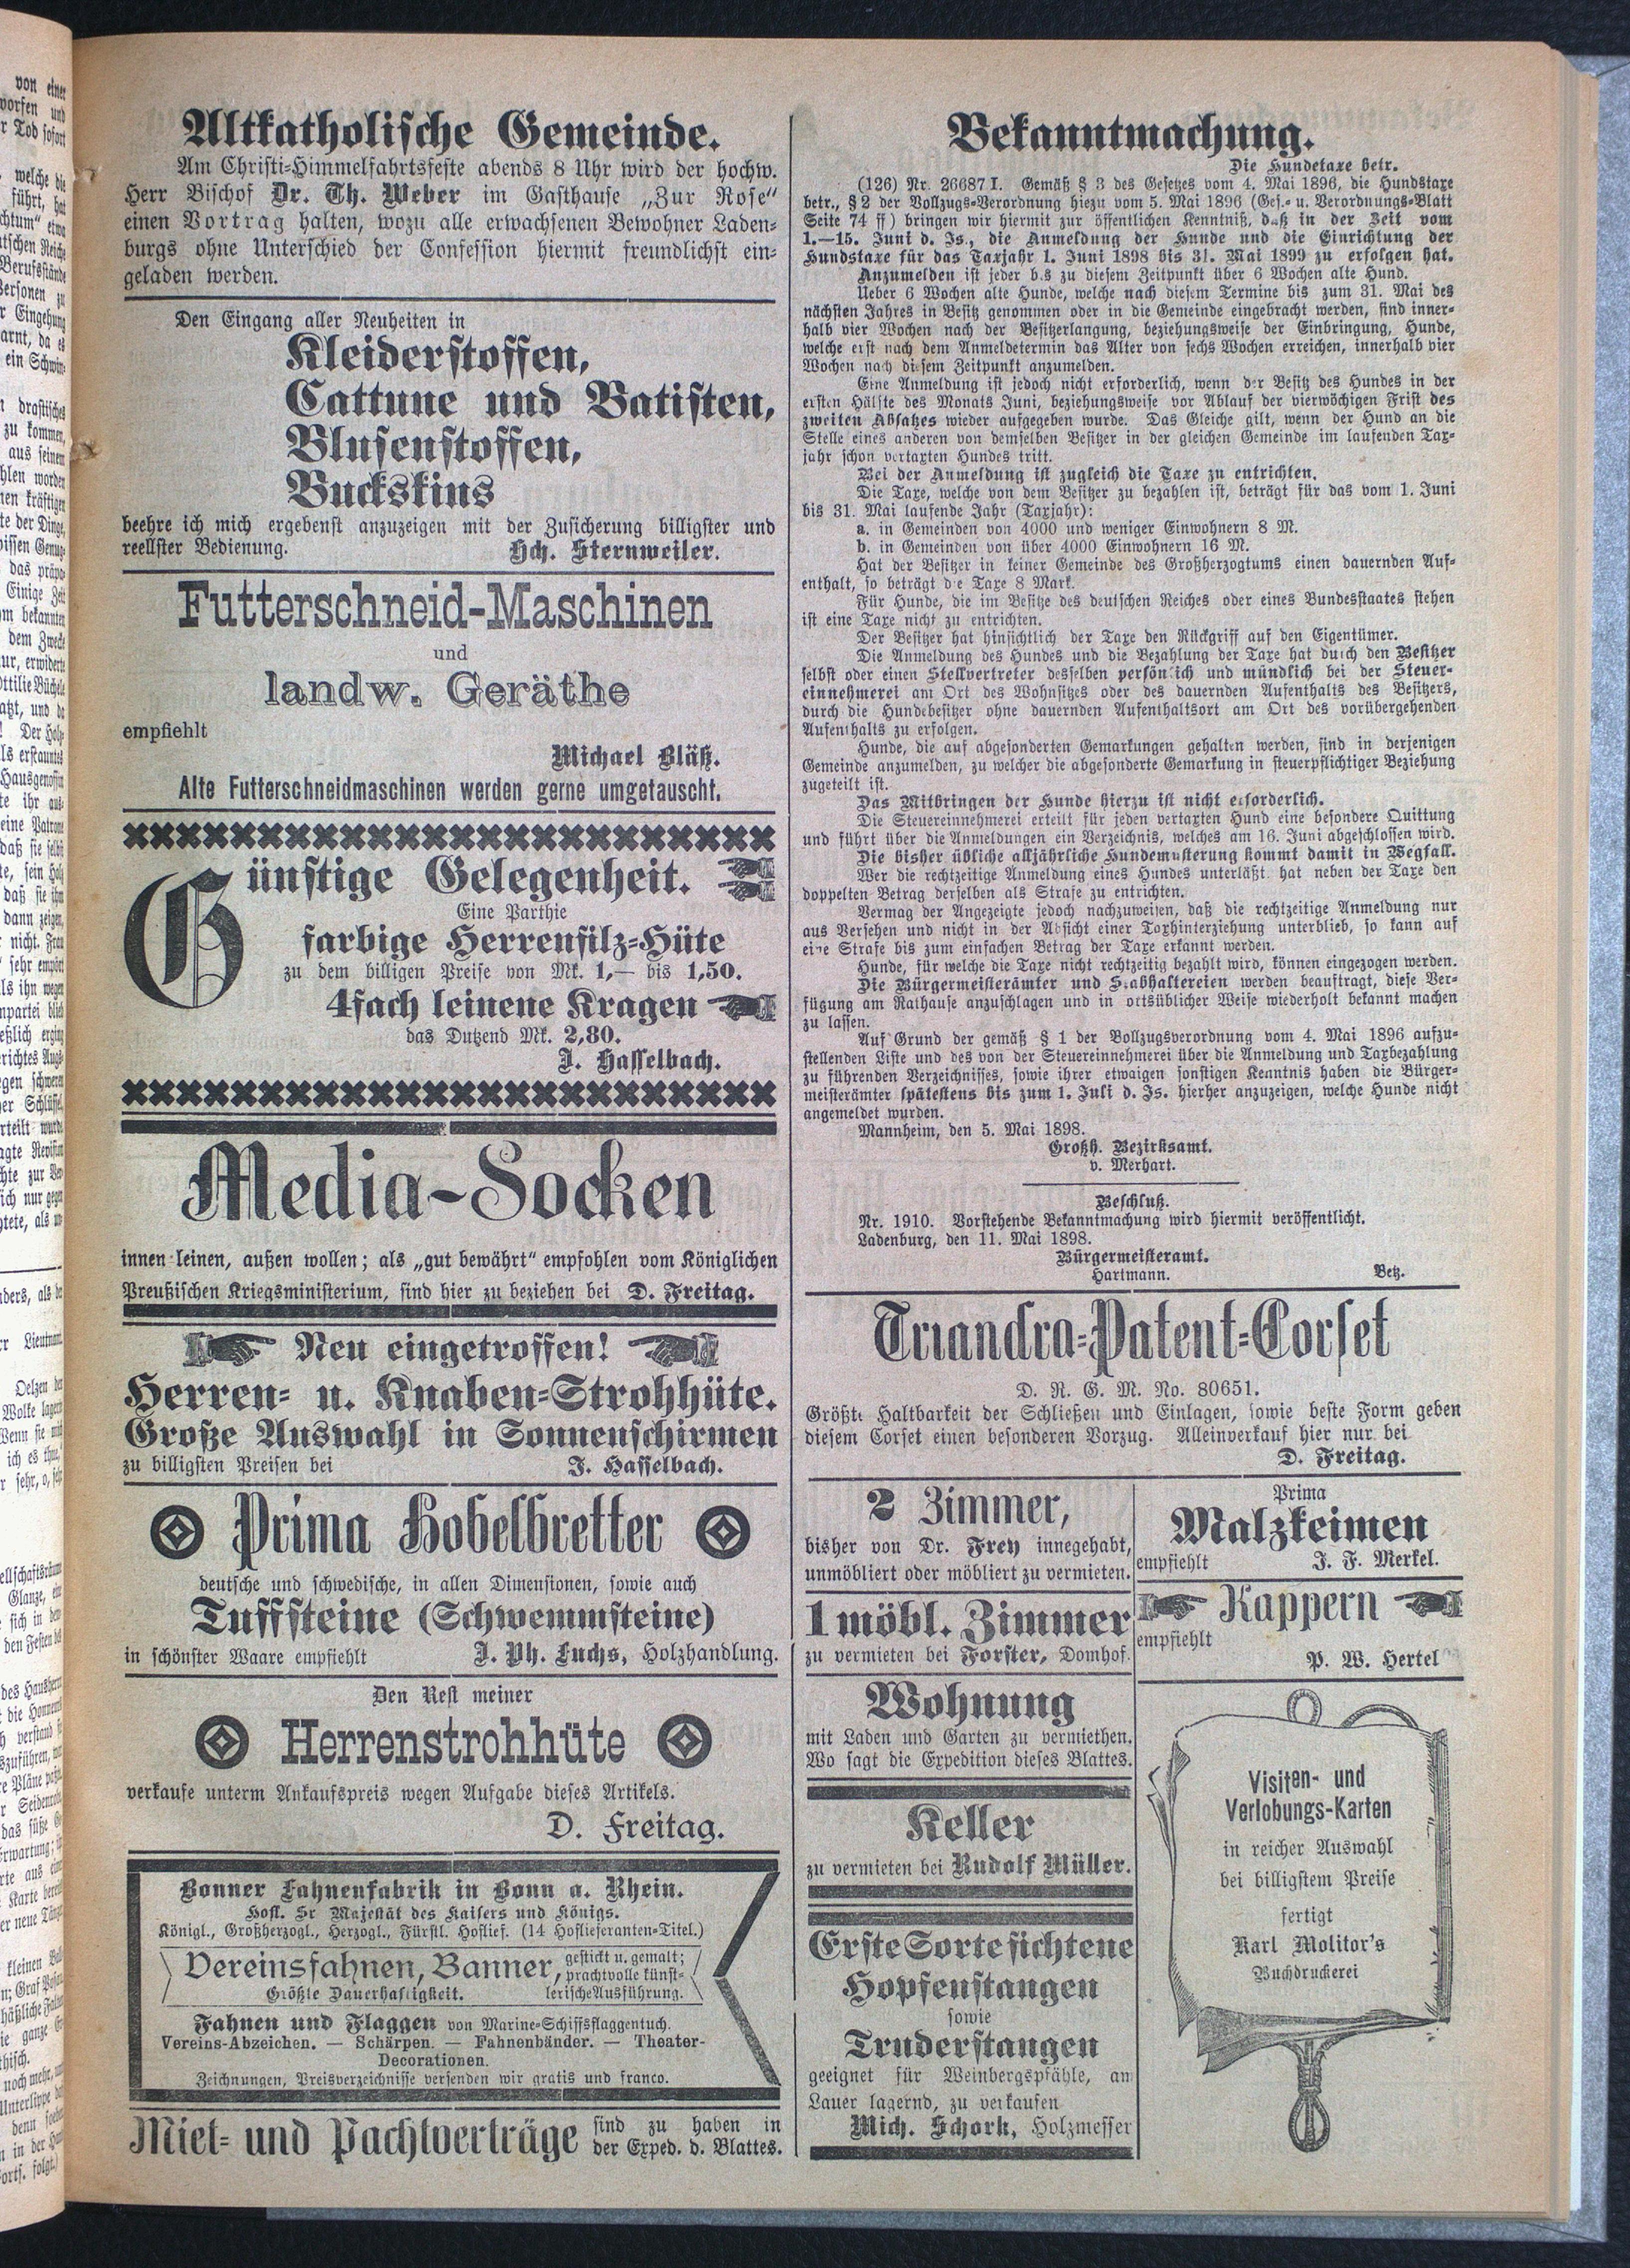 Altkatholische Gemeinde.
Am Christi-Himmelfahrtsfeste abends 8 Uhr wird der hochw.
Herr Bischof Dr. Th. Weber im Gasthause „Zur Rose“
einen Vortrag halten, wozu alle erwachsenen Bewohner Laden-
burgs ohne Unterschied der Confession hiermit freundlichst ein-
geladen werden.
Den Eingang aller Neuheiten in
Kleiderstoffen,
Cattune und Batisten,
Blusenstoffen,
Buckskins
beehre ich mich ergebenst anzuzeigen mit der Zusicherung billigster und
reellster Bedienung. Hch. Sternweiler.
Futterschneid-Maschinen
und
landw. Geräthe
empfiehlt
Michael Bläß.
Alte Futterschneidmaschinen werden gerne umgetauscht.
Günstige Gelegenheit.
Eine Parthie
farbige Herrenfilz-Hüte
zu dem billigen Preise von Mk. 1,— bis 1,50.
4fach leinene Kragen
das Dutzend Mk. 2,80.
J. Hasselbach.
Media-Socken
innen leinen, außen wollen; als „gut bewährt“ empfohlen vom Königlichen
Preußischen Kriegsministerium, sind hier zu beziehen bei D. Freitag.
Neu eingetroffen!
Herren- u. Knaben-Strohhüte.
Große Auswahl in Sonnenschirmen
zu billigsten Preisen bei J. Hasselbach.
Prima Hobelbretter
deutsche und schwedische, in allen Dimensionen, sowie auch
Tuffsteine (Schwemmsteine)
in schönster Waare empfiehlt J. Ph. Fuchs, Holzhandlung.
Den Rest meiner
Herrenstrohhüte
verkaufe unterm Ankaufspreis wegen Aufgabe dieses Artikels.
D. Freitag.
Bonner Fahnenfabrik in Bonn a. Rhein.
Hofl. Sr Majestät des Kaisers und Königs.
Königl., Großherzogl., Herzogl., Fürstl. Hoflief. (14 Hoflieferanten-Titel.)
Vereinsfahnen, Banner, gestickt u. gemalt;
prachtvolle künst-
Größte Dauerhaftigkeit. lerische Ausführung.
Fahnen und Flaggen von Marine-Schiffsflaggentuch.
Vereins-Abzeichen. — Schärpen. — Fahnenbänder. — Theater-
Decorationen.
Zeichnungen, Preisverzeichnisse versenden wir gratis und franco.
Miet- und Pachtverträge sind zu haben in
der Exped. d. Blattes.
Bekanntmachung.
Die Hundetaxe betr.
(126) Nr. 26687 I. Gemäß § 3 des Gesetzes vom 4. Mai 1896, die Hundstaxe
betr., § 2 der Vollzugs-Verordnung hiezu vom 5. Mai 1896 (Ges.- u. Verordnungs-Blatt
Seite 74 ff) bringen wir hiermit zur öffentlichen Kenntniß, daß in der Zeit vom
1.—15. Juni d. Js., die Anmeldung der Hunde und die Einrichtung der
Hundstaxe für das Taxjahr 1. Juni 1898 bis 31. Mai 1899 zu erfolgen hat.
Anzumelden ist jeder bis zu diesem Zeitpunkt über 6 Wochen alte Hund.
Ueber 6 Wochen alte Hunde, welche nach diesem Termine bis zum 31. Mai des
nächsten Jahres in Besitz genommen oder in die Gemeinde eingebracht werden, sind inner-
halb vier Wochen nach der Besitzerlangung, beziehungsweise der Einbringung, Hunde,
welche erst nach dem Anmeldetermin das Alter von sechs Wochen erreichen, innerhalb vier
Wochen nach diesem Zeitpunkt anzumelden.
Eine Anmeldung ist jedoch nicht erforderlich, wenn der Besitz des Hundes in der
ersten Hälfte des Monats Juni, beziehungsweise vor Ablauf der vierwöchigen Frist des
zweiten Absatzes wieder aufgegeben wurde. Das Gleiche gilt, wenn der Hund an die
Stelle eines anderen von demselben Besitzer in der gleichen Gemeinde im laufenden Tax-
jahr schon vertaxten Hundes tritt.
Bei der Anmeldung ist zugleich die Taxe zu entrichten.
Die Taxe, welche von dem Besitzer zu bezahlen ist, beträgt für das vom 1. Juni
bis 31. Mai laufende Jahr (Taxjahr):
a. in Gemeinden von 4000 und weniger Einwohnern 8 M.
b. in Gemeinden von über 4000 Einwohnern 16 M.
Hat der Besitzer in keiner Gemeinde des Großherzogtums einen dauernden Auf-
enthalt, so beträgt die Taxe 8 Mark.
Für Hunde, die im Besitze des deutschen Reiches oder eines Bundesstaates stehen
ist eine Taxe nicht zu entrichten.
Der Besitzer hat hinsichtlich der Taxe den Rückgriff auf den Eigentümer.
Die Anmeldung des Hundes und die Bezahlung der Taxe hat durch den Besitzer
selbst oder einen Stellvertreter desselben persönlich und mündlich bei der Steuer-
einnehmerei am Ort des Wohnsitzes oder des dauernden Aufenthalts des Besitzers,
durch die Hundebesitzer ohne dauernden Aufenthaltsort am Ort des vorübergehenden
Aufenthalts zu erfolgen.
Hunde, die auf abgesonderten Gemarkungen gehalten werden, sind in derjenigen
Gemeinde anzumelden, zu welcher die abgesonderte Gemarkung in steuerpflichtiger Beziehung
zugeteilt ist.
Das Mitbringen der Hunde hierzu ist nicht erforderlich.
Die Steuereinnehmerei erteilt für jeden vertaxten Hund eine besondere Quittung
und führt über die Anmeldungen ein Verzeichnis, welches am 16. Juni abgeschlossen wird.
Die bisher übliche alljährliche Hundemusterung kommt damit in Wegfall.
Wer die rechtzeitige Anmeldung eines Hundes unterläßt hat neben der Taxe den
doppelten Betrag derselben als Strafe zu entrichten.
Vermag der Angezeigte jedoch nachzuweisen, daß die rechtzeitige Anmeldung nur
aus Versehen und nicht in der Absicht einer Taxhinterziehung unterblieb, so kann auf
eine Strafe bis zum einfachen Betrag der Taxe erkannt werden.
Hunde, für welche die Taxe nicht rechtzeitig bezahlt wird, können eingezogen werden.
Die Bürgermeisterämter und Stabhaltereien werden beauftragt, diese Ver-
fügung am Rathause anzuschlagen und in ortsüblicher Weise wiederholt bekannt machen
zu lassen.
Auf Grund der gemäß § 1 der Vollzugsverordnung vom 4. Mai 1896 aufzu-
stellenden Liste und des von der Steuereinnehmerei über die Anmeldung und Taxbezahlung
zu führenden Verzeichnisses, sowie ihrer etwaigen sonstigen Kenntnis haben die Bürger-
meisterämter spätestens bis zum 1. Juli d. Js. hierher anzuzeigen, welche Hunde nicht
angemeldet wurden.
Mannheim, den 5. Mai 1898.
Großh. Bezirksamt.
v. Merhart.
Beschluß.
Nr. 1910. Vorstehende Bekanntmachung wird hiermit veröffentlicht.
Ladenburg, den 11. Mai 1898.
Bürgermeisteramt.
Hartmann. Betz.
Triandra-Patent-Corset
D. R. G. M. No. 80651.
Größte Haltbarkeit der Schließen und Einlagen, sowie beste Form geben
diesem Corset einen besonderen Vorzug. Alleinverkauf hier nur bei
D. Freitag.
2 Zimmer,
bisher von Dr. Frey innegehabt,
unmöbliert oder möbliert zu vermieten.
1 möbl. Zimmer
zu vermieten bei Forster, Domhof.
Wohnung
mit Laden und Garten zu vermiethen.
Wo sagt die Expedition dieses Blattes.
Keller
zu vermieten bei Rudolf Müller.
Erste Sorte fichtene
Hopfenstangen
sowie
Truderstangen
geeignet für Weinbergspfähle, am
Lauer lagernd, zu verkaufen
Mich. Schork, Holzmesser
Prima
Malzkeimen
empfiehlt J. F. Merkel.
Kappern
empfiehlt
P. W. Hertel
Visiten- und
Verlobungs-Karten
in reicher Auswahl
bei billigstem Preise
fertigt
Karl Molitor's
Buchdruckerei